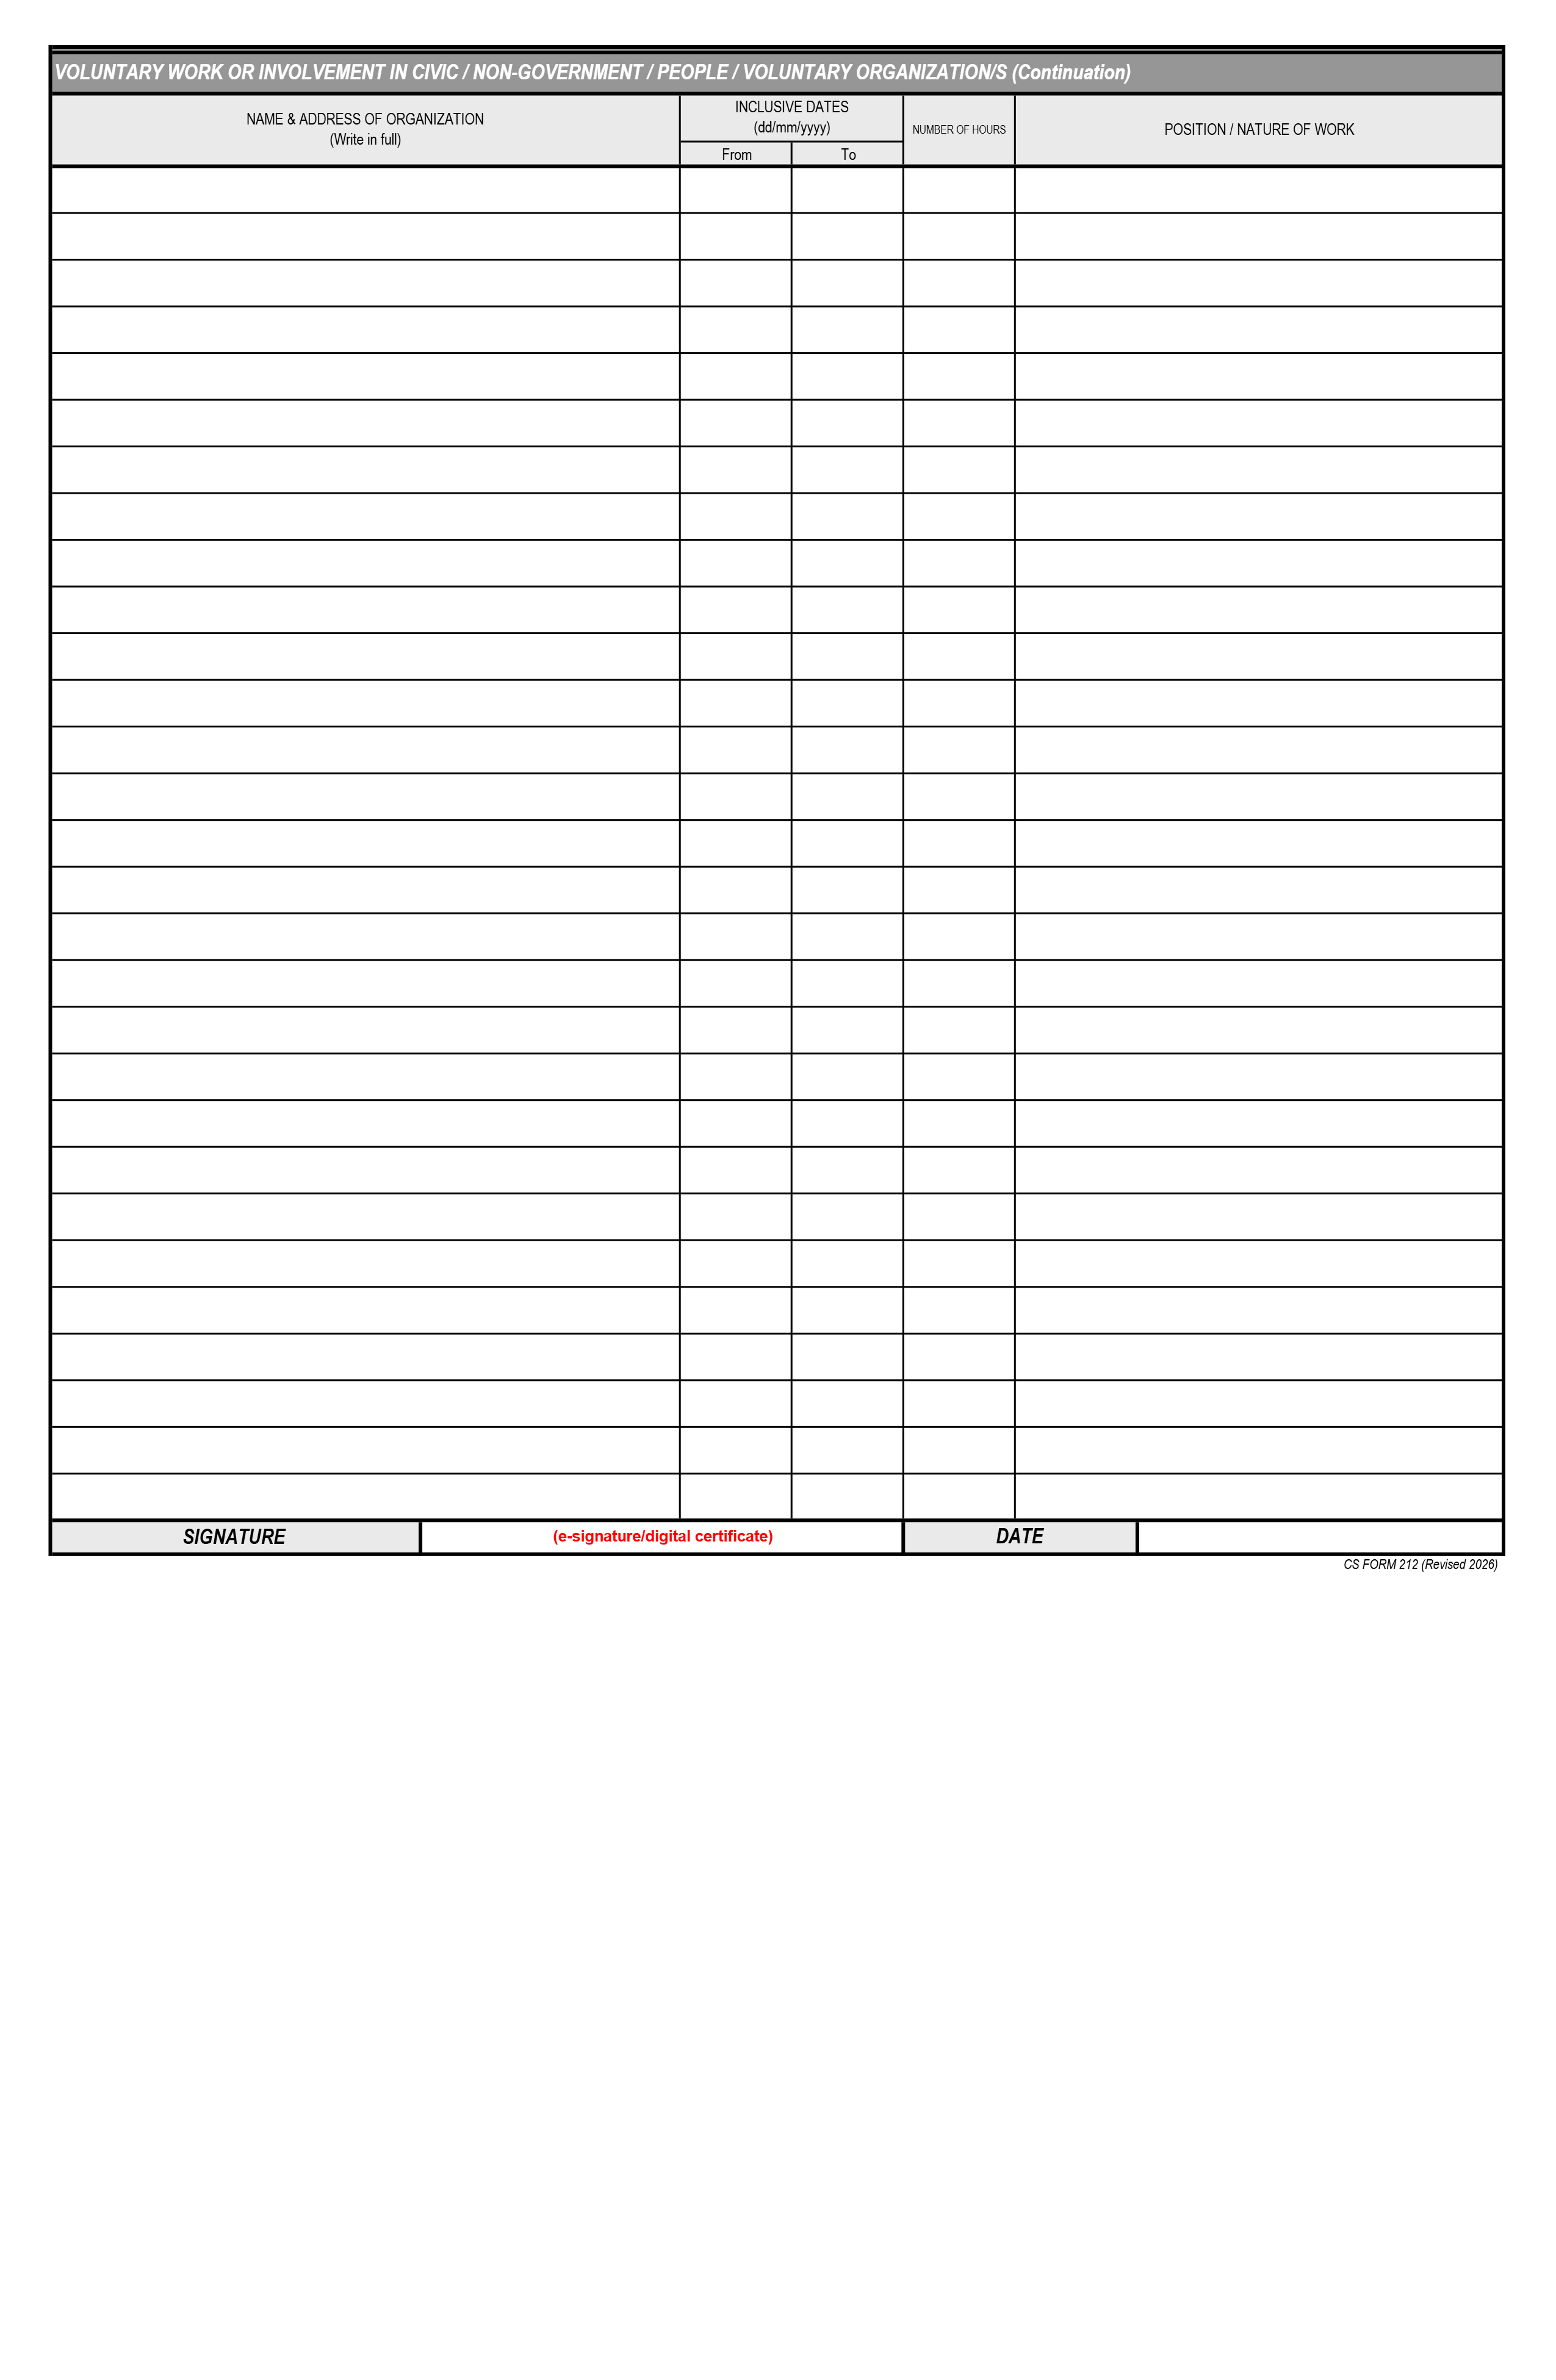 VOLUNTARY WORK OR INVOLVEMENT IN CIVIC / NON-GOVERNMENT / PEOPLE / VOLUNTARY ORGANIZATION/S (Continuation)
NAME & ADDRESS OF ORGANIZATION
(Write in full)
INCLUSIVE DATES
(dd/mm/yyyy)
From
To
NUMBER OF HOURS
POSITION / NATURE OF WORK
SIGNATURE
(e-signature/digital certificate)
DATE
CS FORM 212 (Revised 2026)